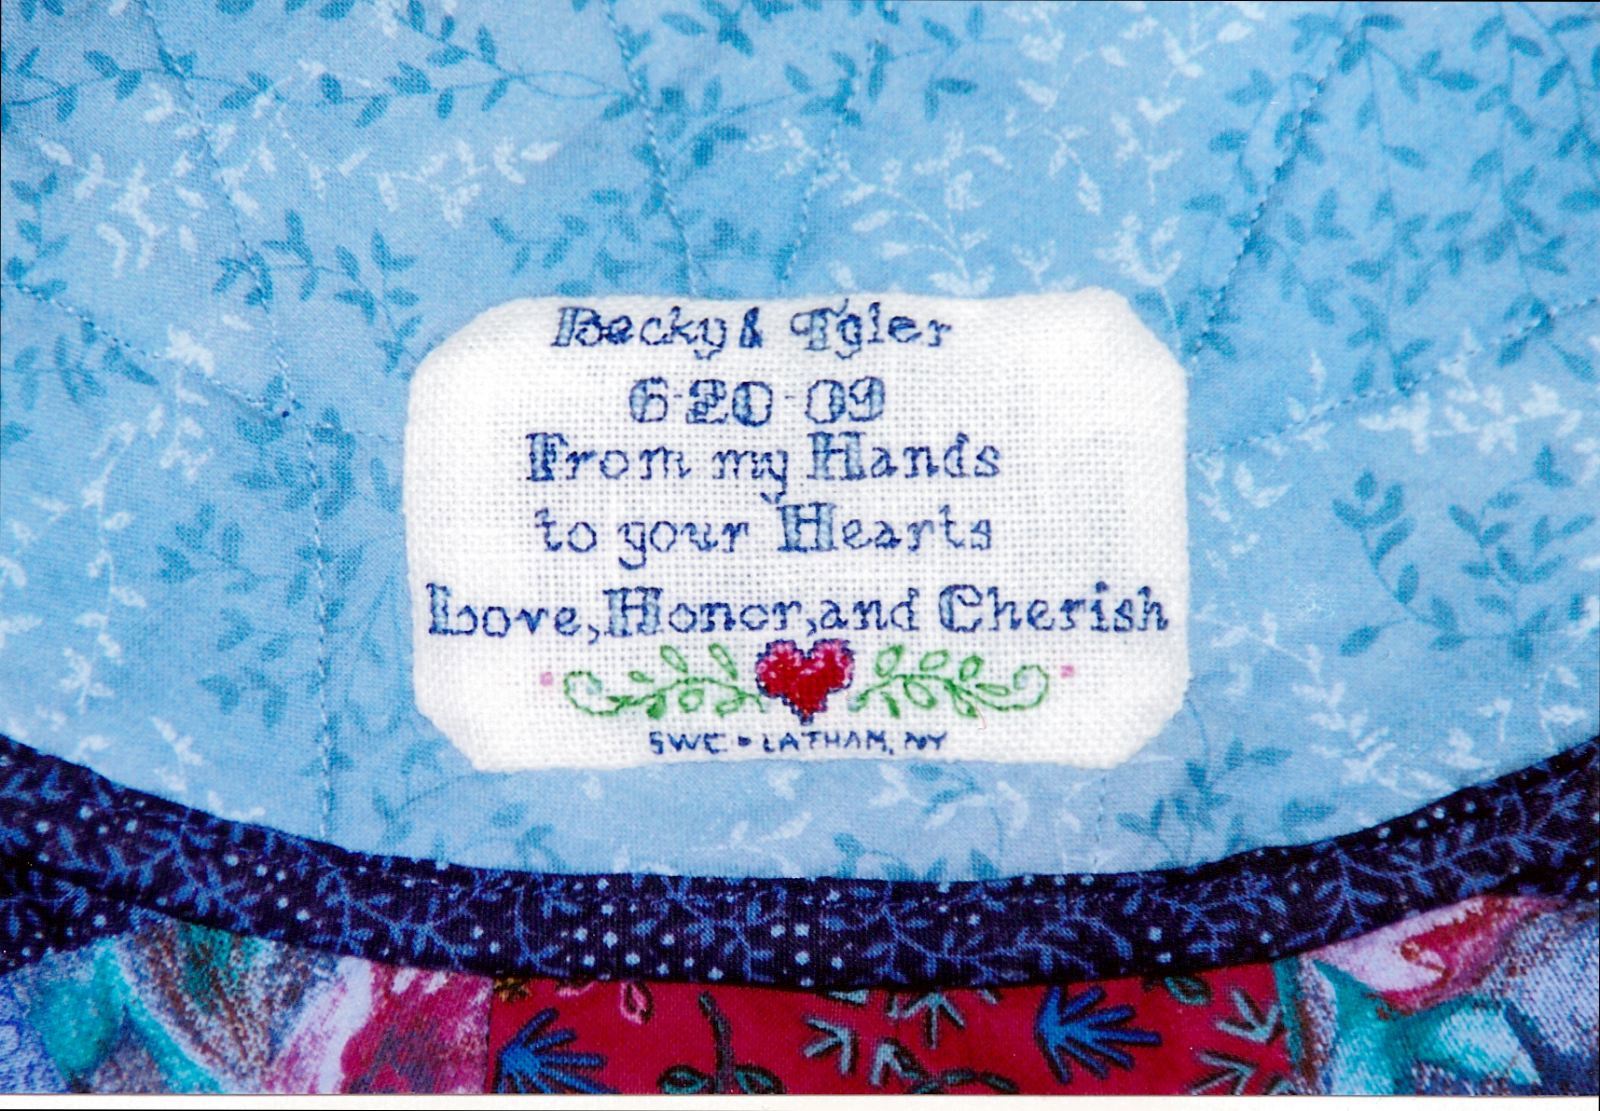 Becky & Tyler
6-20-09
From my Hands
to your Hearts
Love, Honor, and Cherish
SWC • LATHAM, NY